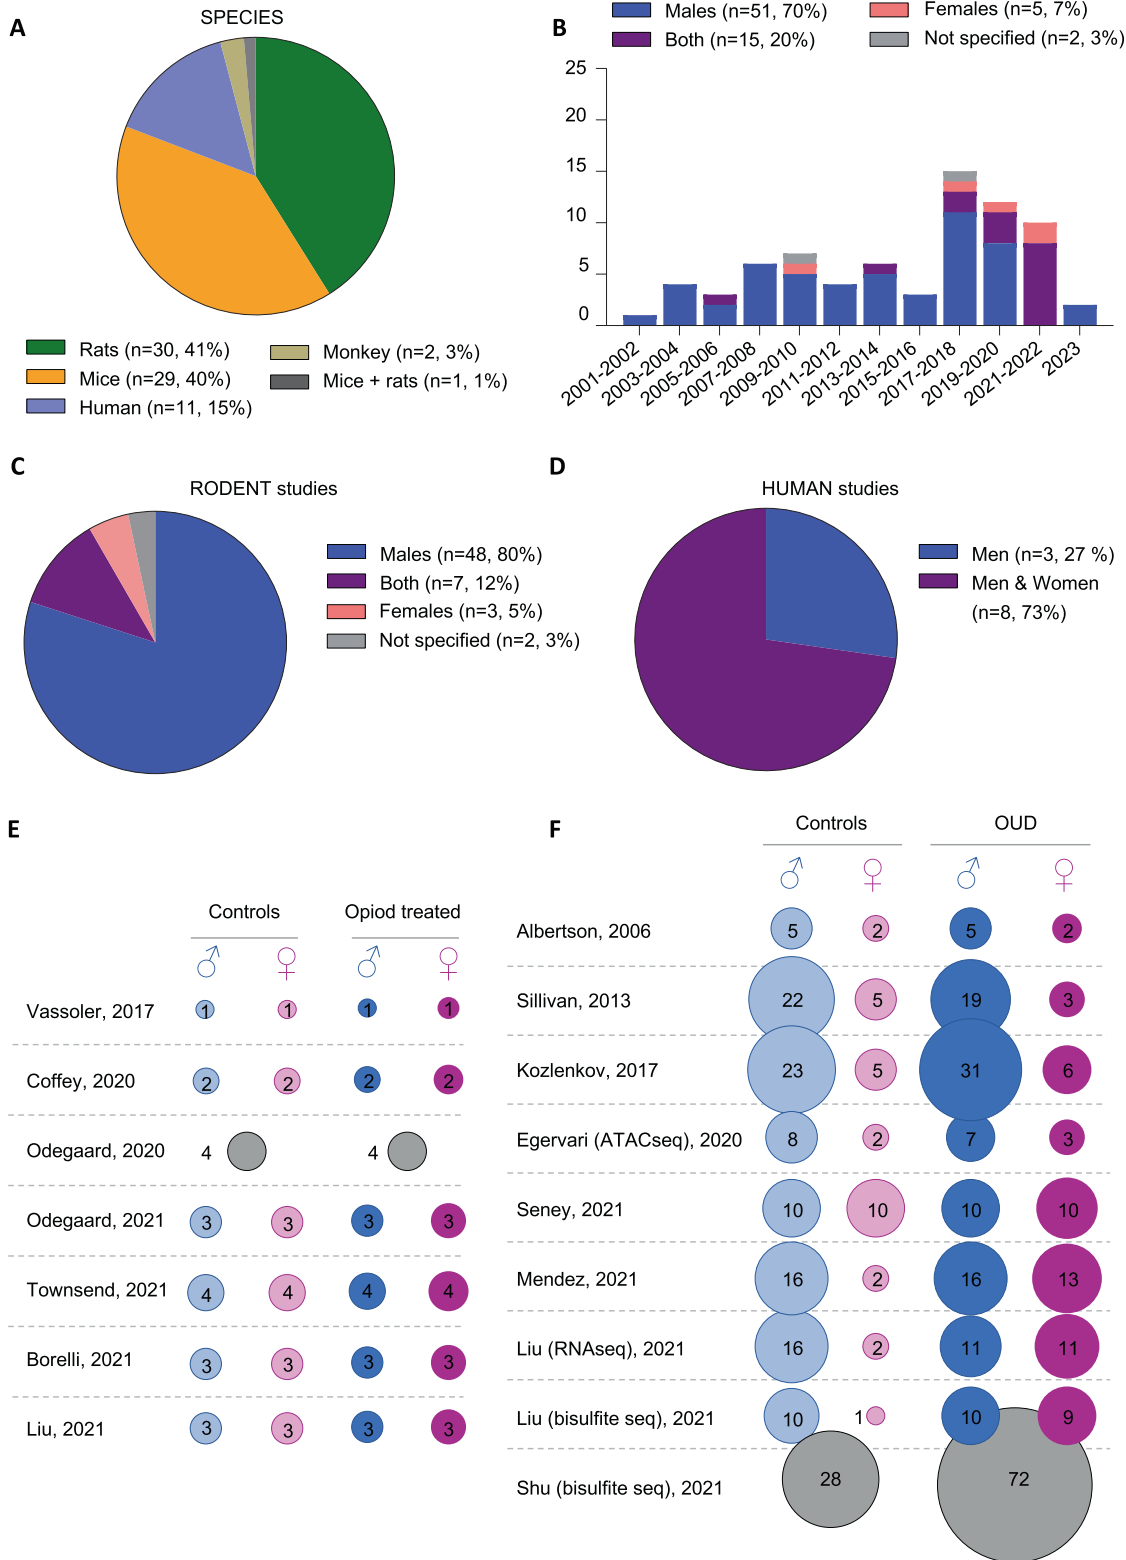 A
SPECIES
Rats (n=30, 41%)
Mice (n=29, 40%)
Human (n=11, 15%)
Monkey (n=2, 3%)
Mice + rats (n=1, 1%)
B
Males (n=51, 70%)
Both (n=15, 20%)
Females (n=5, 7%)
Not specified (n=2, 3%)
25
20
15
10
5
0
2001-2002
2003-2004
2005-2006
2007-2008
2009-2010
2011-2012
2013-2014
2015-2016
2017-2018
2019-2020
2021-2022
2023
C
RODENT studies
Males (n=48, 80%)
Both (n=7, 12%)
Females (n=3, 5%)
Not specified (n=2, 3%)
D
HUMAN studies
Men (n=3, 27 %)
Men & Women
(n=8, 73%)
E
Controls Opiod treated
♂ ♀ ♂ ♀
Vassoler, 2017 1 1 1 1
Coffey, 2020 2 2 2 2
Odegaard, 2020 4 4
Odegaard, 2021 3 3 3 3
Townsend, 2021 4 4 4 4
Borelli, 2021 3 3 3 3
Liu, 2021 3 3 3 3
F
Controls OUD
♂ ♀ ♂ ♀
Albertson, 2006 5 2 5 2
Sillivan, 2013 22 5 19 3
Kozlenkov, 2017 23 5 31 6
Egervari (ATACseq), 2020 8 2 7 3
Seney, 2021 10 10 10 10
Mendez, 2021 16 2 16 13
Liu (RNAseq), 2021 16 2 11 11
Liu (bisulfite seq), 2021 10 1 10 9
Shu (bisulfite seq), 2021 28 72